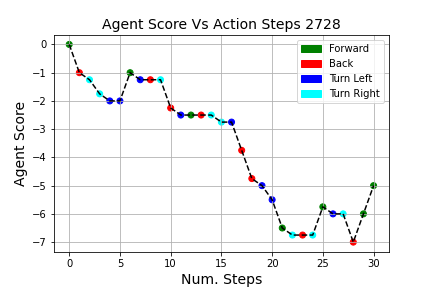 Agent Score Vs Action Steps 2728
Agent Score
0
−1
−2
−3
−4
−5
−6
−7
Forward
Back
Turn Left
Turn Right
0 5 10 15 20 25 30
Num. Steps